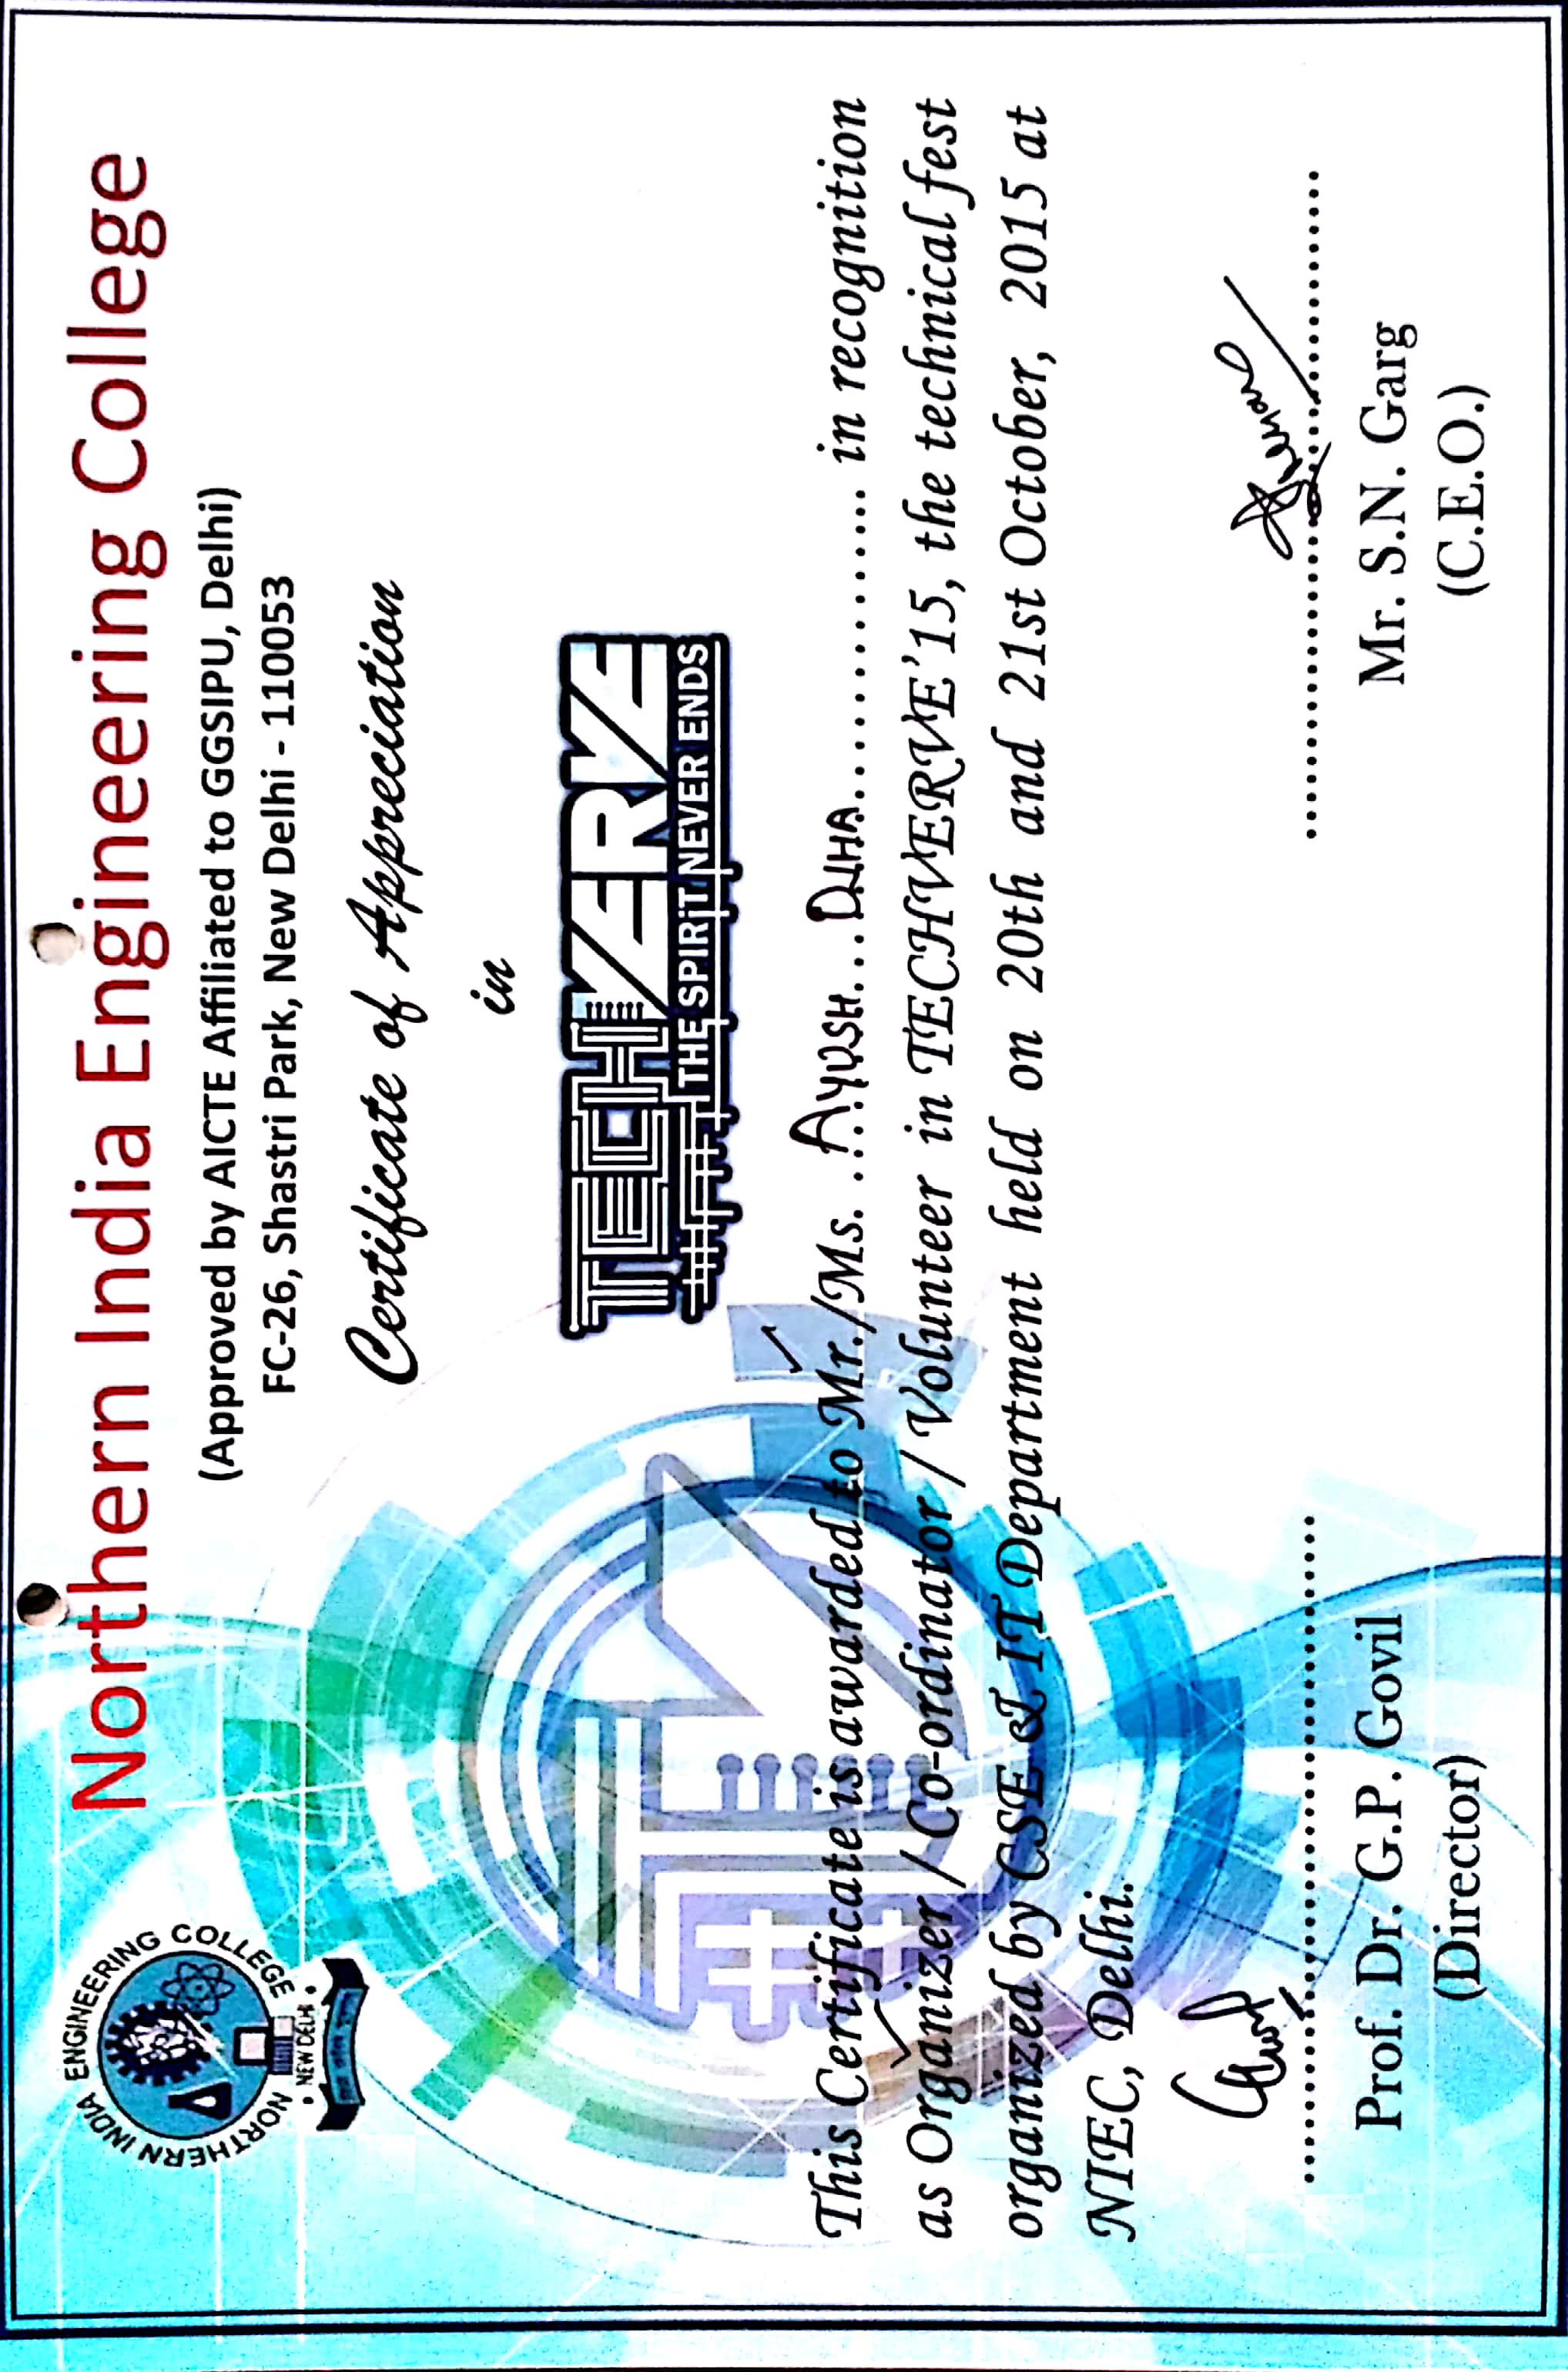 Northern India Engineering College
(Approved by AICTE Affiliated to GGSIPU, Delhi)
FC-26, Shastri Park, New Delhi - 110053
NORTHERN INDIA ENGINEERING COLLEGE
NEW DELHI
Certificate of Appreciation
in
TECHVERVE
THE SPIRiT NEVER ENDS
This Certificate is awarded to Mr./Ms. ....AYUSH....OJHA.................... in recognition
as Organizer / Co-ordinator / Volunteer in TECHVERVE'15, the technical fest
organized by CSE & IT Department held on 20th and 21st October, 2015 at
NIEC, Delhi.
Prof. Dr. G.P. Govil
(Director)
Mr. S.N. Garg
(C.E.O.)